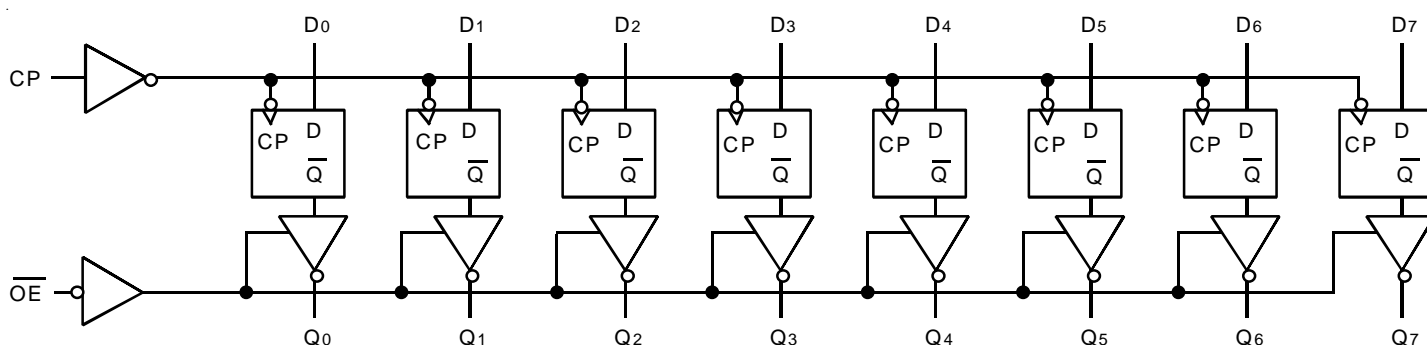 D0 D1 D2 D3 D4 D5 D6 D7
CP
CP D CP D CP D CP D CP D CP D CP D CP D
Q̅ Q̅ Q̅ Q̅ Q̅ Q̅ Q̅ Q̅
O̅E̅
Q0 Q1 Q2 Q3 Q4 Q5 Q6 Q7